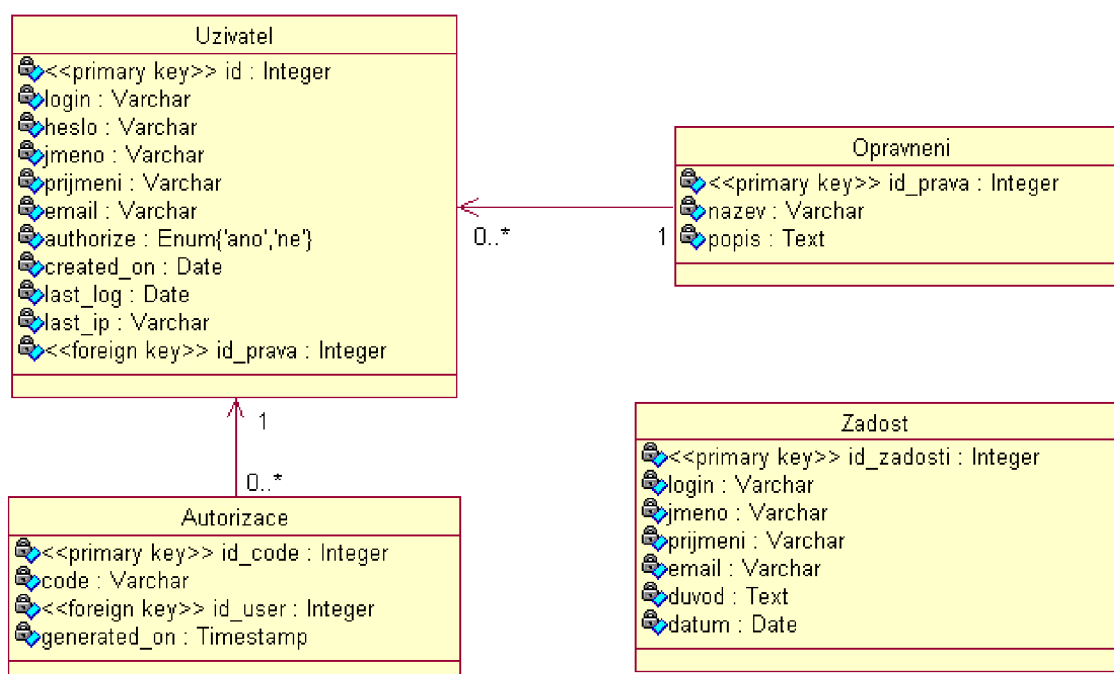 Uzivatel
<<primary key>> id : Integer
login : Varchar
heslo : Varchar
jmeno : Varchar
prijmeni : Varchar
email : Varchar
authorize : Enum{'ano','ne'}
created_on : Date
last_log : Date
last_ip : Varchar
<<foreign key>> id_prava : Integer
0..*
1
Opravneni
<<primary key>> id_prava : Integer
nazev : Varchar
popis : Text
1
0..*
Autorizace
<<primary key>> id_code : Integer
code : Varchar
<<foreign key>> id_user : Integer
generated_on : Timestamp
Zadost
<<primary key>> id_zadosti : Integer
login : Varchar
jmeno : Varchar
prijmeni : Varchar
email : Varchar
duvod : Text
datum : Date